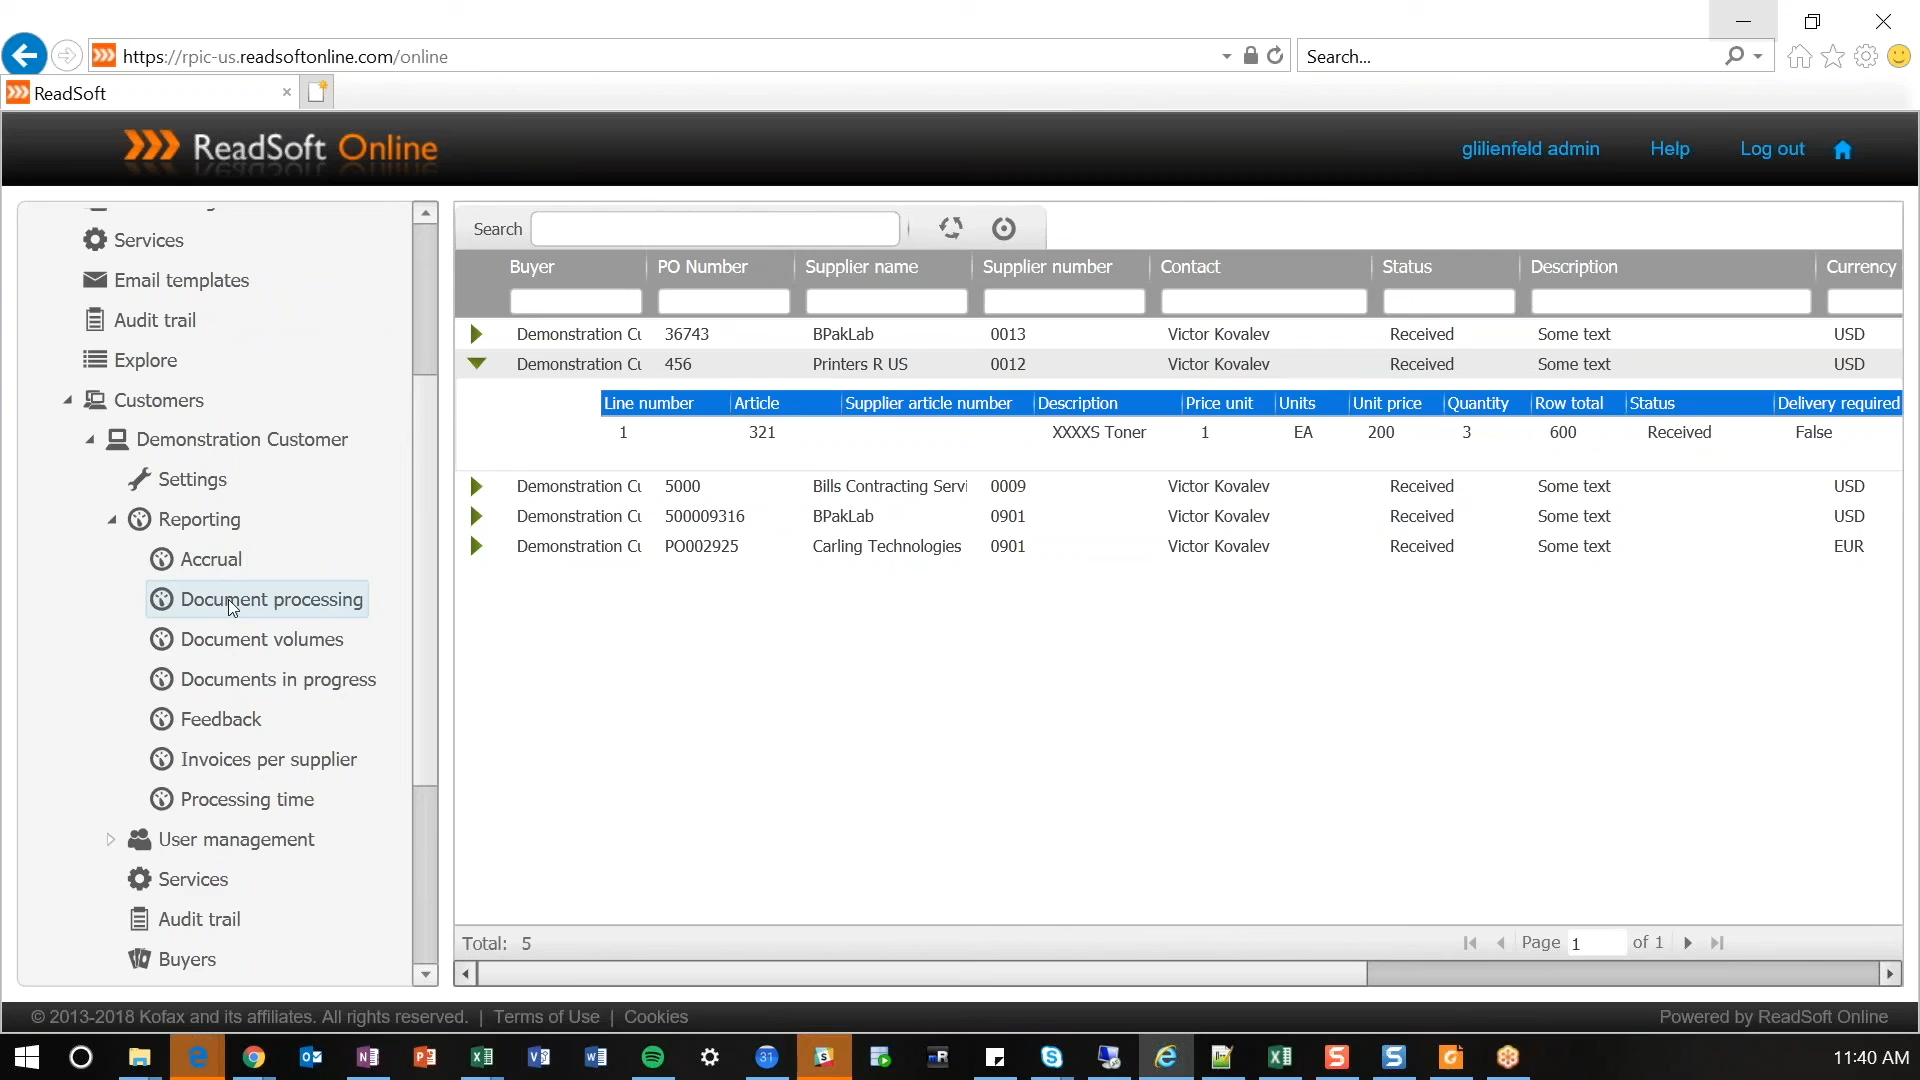 https://rpic-us.readsoftonline.com/online
Search...
ReadSoft
ReadSoft Online
glilienfeld admin
Help
Log out
Services
Email templates
Audit trail
Explore
Customers
Demonstration Customer
Settings
Reporting
Accrual
Document processing
Document volumes
Documents in progress
Feedback
Invoices per supplier
Processing time
User management
Services
Audit trail
Buyers
Search
Buyer PO Number Supplier name Supplier number Contact Status Description Currency
Demonstration Cu 36743 BPakLab 0013 Victor Kovalev Received Some text USD
Demonstration Cu 456 Printers R US 0012 Victor Kovalev Received Some text USD
Line number Article Supplier article number Description Price unit Units Unit price Quantity Row total Status Delivery required
1 321 XXXXS Toner 1 EA 200 3 600 Received False
Demonstration Cu 5000 Bills Contracting Servi 0009 Victor Kovalev Received Some text USD
Demonstration Cu 500009316 BPakLab 0901 Victor Kovalev Received Some text USD
Demonstration Cu PO002925 Carling Technologies 0901 Victor Kovalev Received Some text EUR
Total: 5
Page 1 of 1
© 2013-2018 Kofax and its affiliates. All rights reserved. | Terms of Use | Cookies
Powered by ReadSoft Online
31
11:40 AM